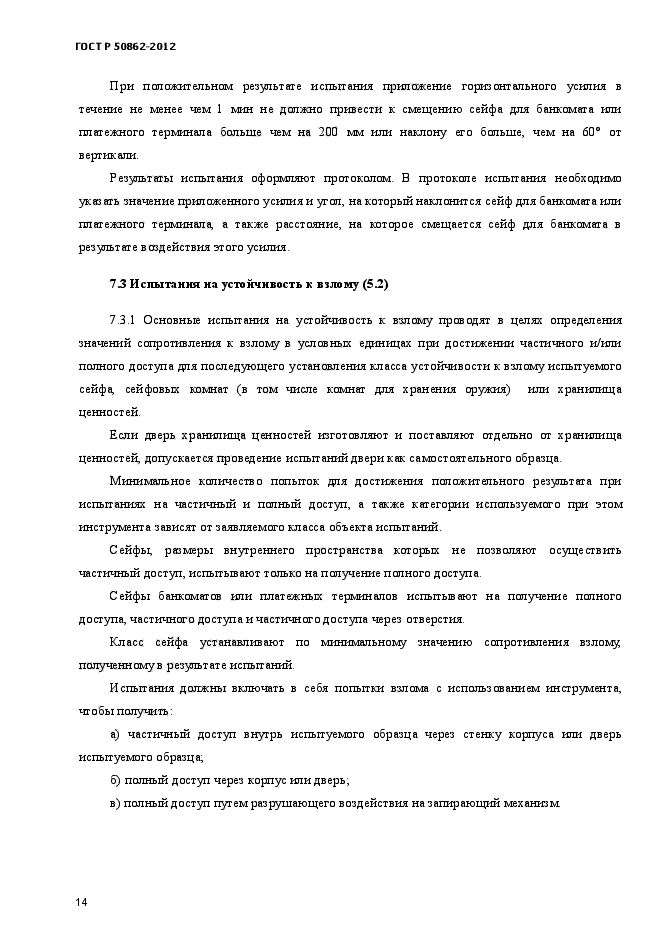 ГОСТ Р 50862-2012
При положительном результате испытания приложение горизонтального усилия в
течение не менее чем 1 мин не должно привести к смещению сейфа для банкомата или
платежного терминала больше чем на 200 мм или наклону его больше, чем на 60° от
вертикали.
Результаты испытания оформляют протоколом. В протоколе испытания необходимо
указать значение приложенного усилия и угол, на который наклонится сейф для банкомата или
платежного терминала, а также расстояние, на которое смещается сейф для банкомата в
результате воздействия этого усилия.
7.3 Испытания на устойчивость к взлому (5.2)
7.3.1 Основные испытания на устойчивость к взлому проводят в целях определения
значений сопротивления к взлому в условных единицах при достижении частичного и/или
полного доступа для последующего установления класса устойчивости к взлому испытуемого
сейфа, сейфовых комнат (в том числе комнат для хранения оружия) или хранилища
ценностей.
Если дверь хранилища ценностей изготовляют и поставляют отдельно от хранилища
ценностей, допускается проведение испытаний двери как самостоятельного образца.
Минимальное количество попыток для достижения положительного результата при
испытаниях на частичный и полный доступ, а также категории используемого при этом
инструмента зависят от заявляемого класса объекта испытаний.
Сейфы, размеры внутреннего пространства которых не позволяют осуществить
частичный доступ, испытывают только на получение полного доступа.
Сейфы банкоматов или платежных терминалов испытывают на получение полного
доступа, частичного доступа и частичного доступа через отверстия.
Класс сейфа устанавливают по минимальному значению сопротивления взлому,
полученному в результате испытаний.
Испытания должны включать в себя попытки взлома с использованием инструмента,
чтобы получить:
а) частичный доступ внутрь испытуемого образца через стенку корпуса или дверь
испытуемого образца;
б) полный доступ через корпус или дверь;
в) полный доступ путем разрушающего воздействия на запирающий механизм.
14